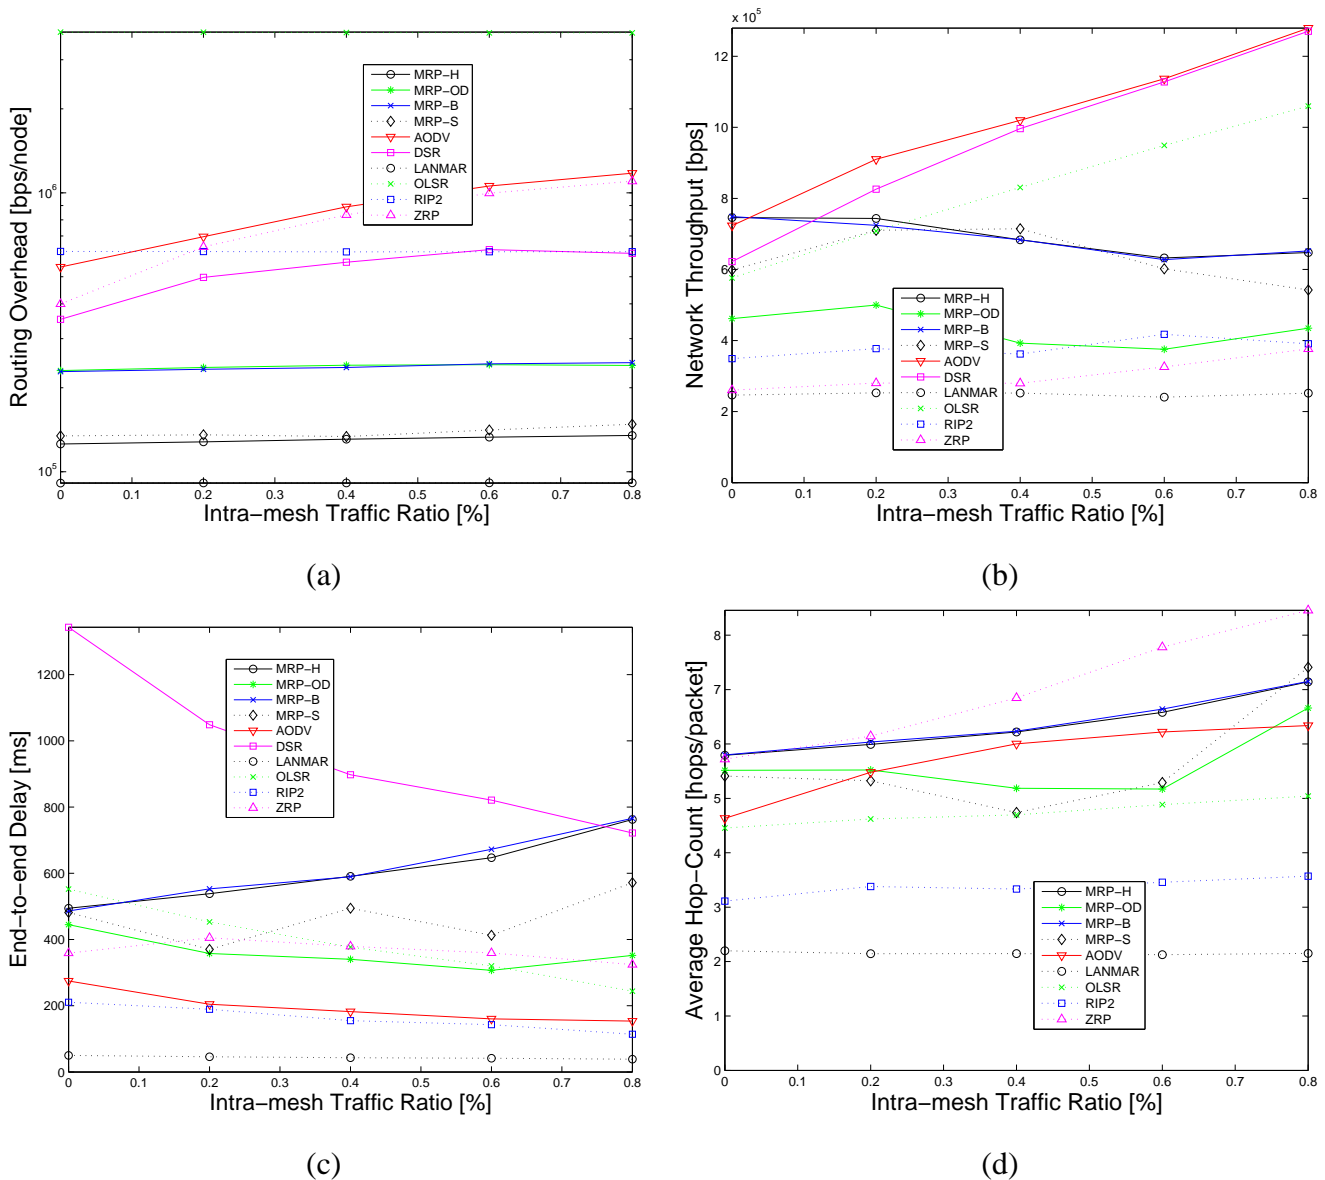 Routing Overhead [bps/node]
10⁶
10⁵
MRP-H
MRP-OD
MRP-B
MRP-S
AODV
DSR
LANMAR
OLSR
RIP2
ZRP
0 0.1 0.2 0.3 0.4 0.5 0.6 0.7 0.8
Intra-mesh Traffic Ratio [%]
(a)
x 10⁵
Network Throughput [bps]
12
10
8
6
4
2
0
MRP-H
MRP-OD
MRP-B
MRP-S
AODV
DSR
LANMAR
OLSR
RIP2
ZRP
0 0.1 0.2 0.3 0.4 0.5 0.6 0.7 0.8
Intra-mesh Traffic Ratio [%]
(b)
End-to-end Delay [ms]
1200
1000
800
600
400
200
0
MRP-H
MRP-OD
MRP-B
MRP-S
AODV
DSR
LANMAR
OLSR
RIP2
ZRP
0 0.1 0.2 0.3 0.4 0.5 0.6 0.7 0.8
Intra-mesh Traffic Ratio [%]
(c)
Average Hop-Count [hops/packet]
8
7
6
5
4
3
2
1
0
MRP-H
MRP-OD
MRP-B
MRP-S
AODV
LANMAR
OLSR
RIP2
ZRP
0 0.1 0.2 0.3 0.4 0.5 0.6 0.7 0.8
Intra-mesh Traffic Ratio [%]
(d)